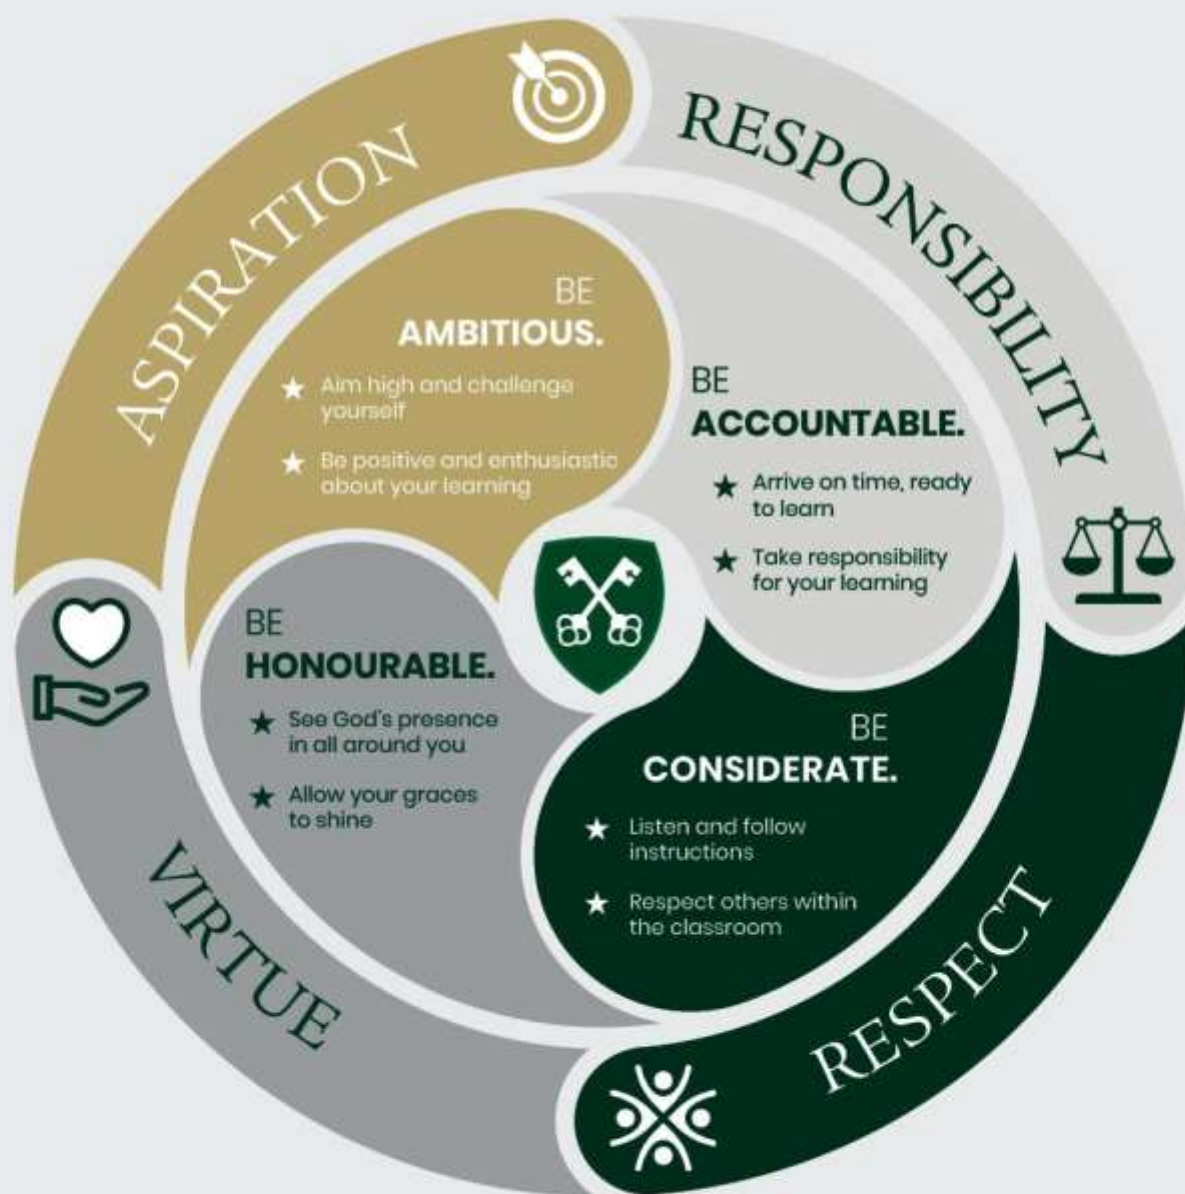 ASPIRATION
BE
AMBITIOUS.
★ Aim high and challenge
yourself
★ Be positive and enthusiastic
about your learning
RESPONSIBILITY
BE
ACCOUNTABLE.
★ Arrive on time, ready
to learn
★ Take responsibility
for your learning
VIRTUE
BE
HONOURABLE.
★ See God's presence
in all around you
★ Allow your graces
to shine
RESPECT
BE
CONSIDERATE.
★ Listen and follow
instructions
★ Respect others within
the classroom